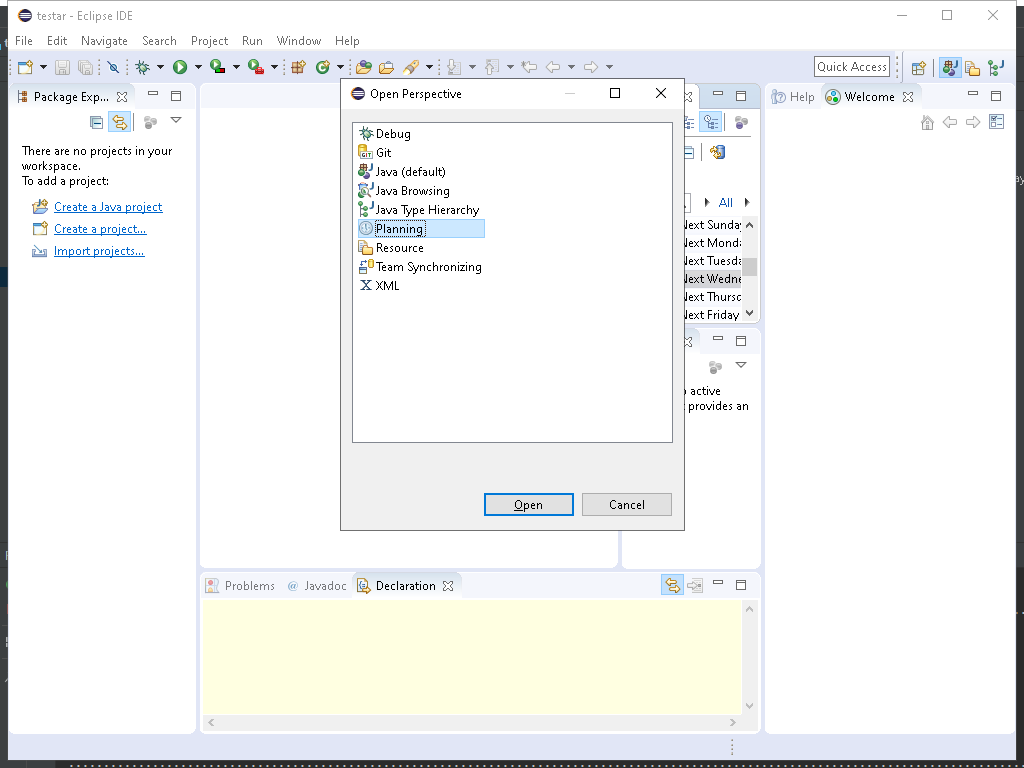 testar - Eclipse IDE
File Edit Navigate Search Project Run Window Help
Quick Access
Package Exp...
There are no projects in your
workspace.
To add a project:
Create a Java project
Create a project...
Import projects...
Open Perspective
Debug
Git
Java (default)
Java Browsing
Java Type Hierarchy
Planning
Resource
Team Synchronizing
XML
Open Cancel
All
Next Sunday
Next Monda
Next Tuesda
Next Wedne
Next Thursd
Next Friday
active
provides an
Help Welcome
Problems @ Javadoc Declaration